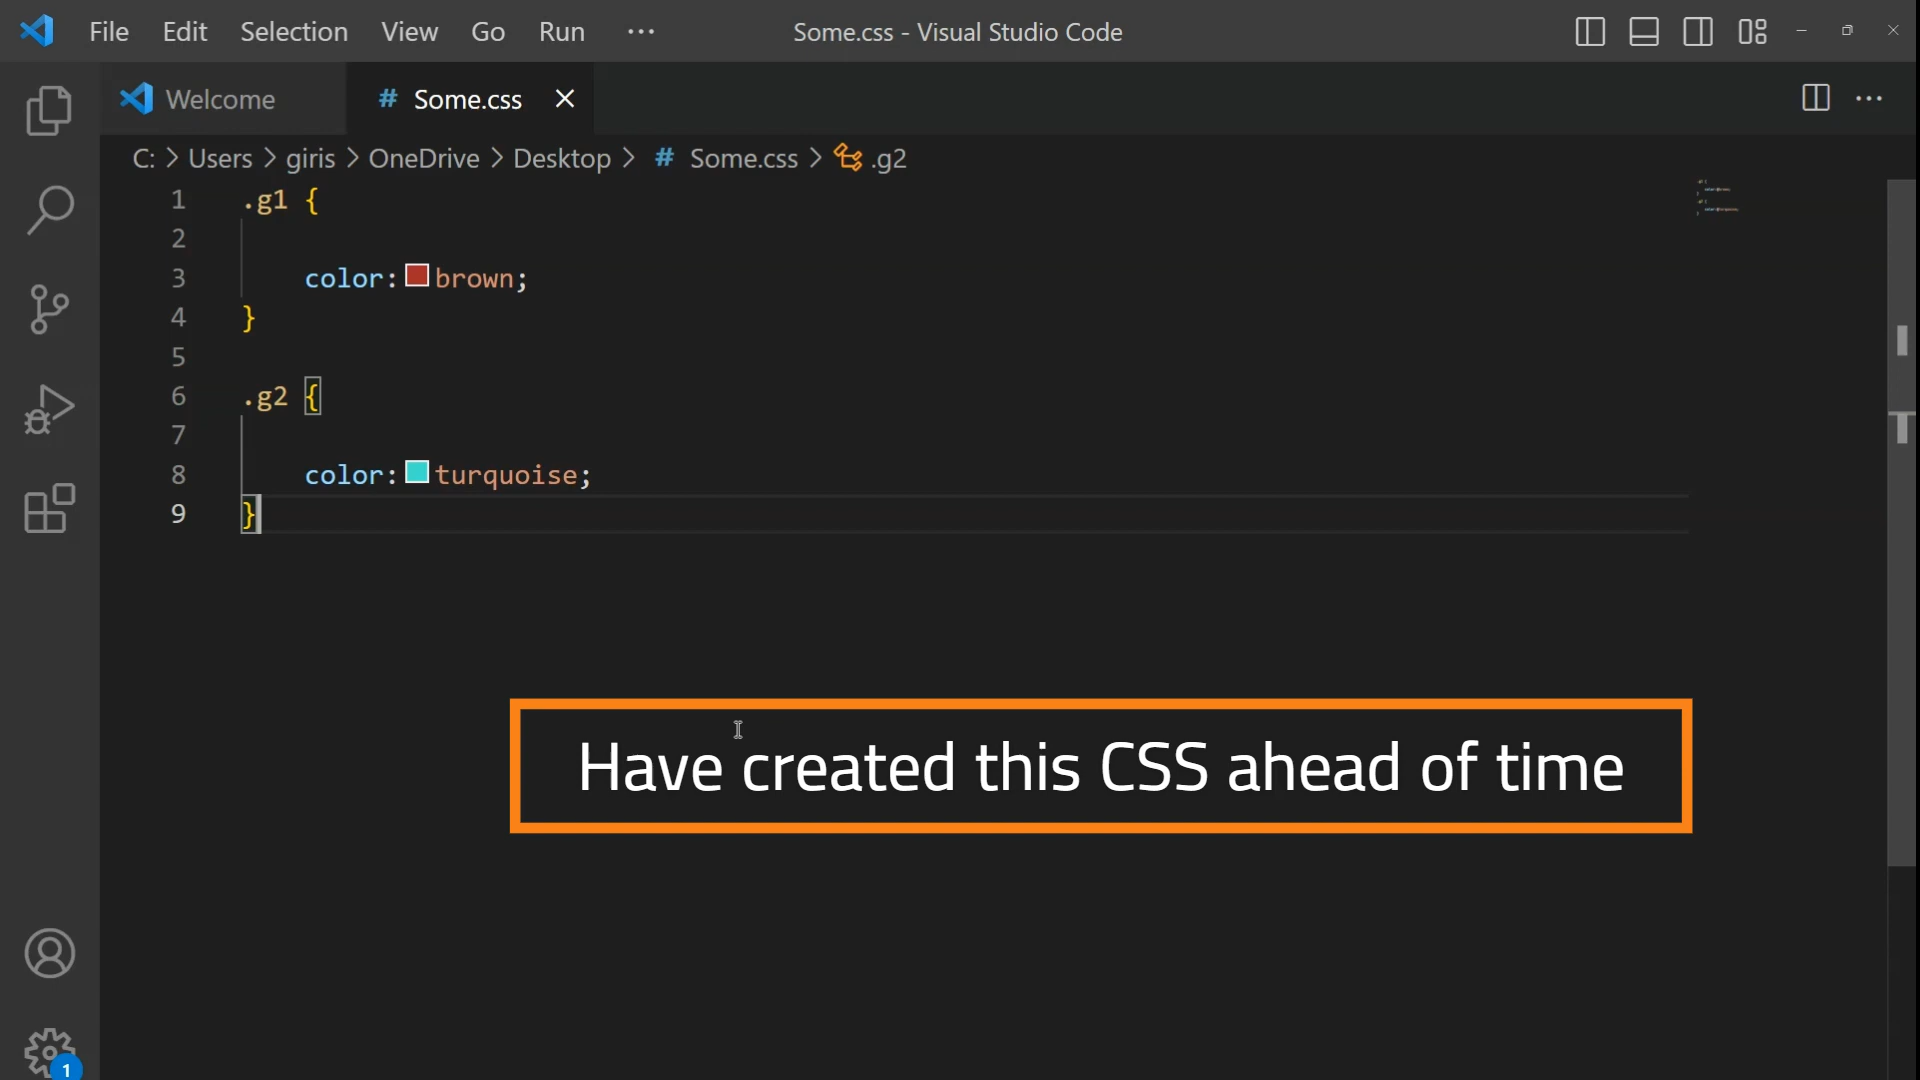 File Edit Selection View Go Run ··· Some.css - Visual Studio Code
Welcome # Some.css
C: > Users > giris > OneDrive > Desktop > # Some.css > .g2
1 .g1 {
2
3 color: brown;
4 }
5
6 .g2 {
7
8 color: turquoise;
9 }
Have created this CSS ahead of time
1